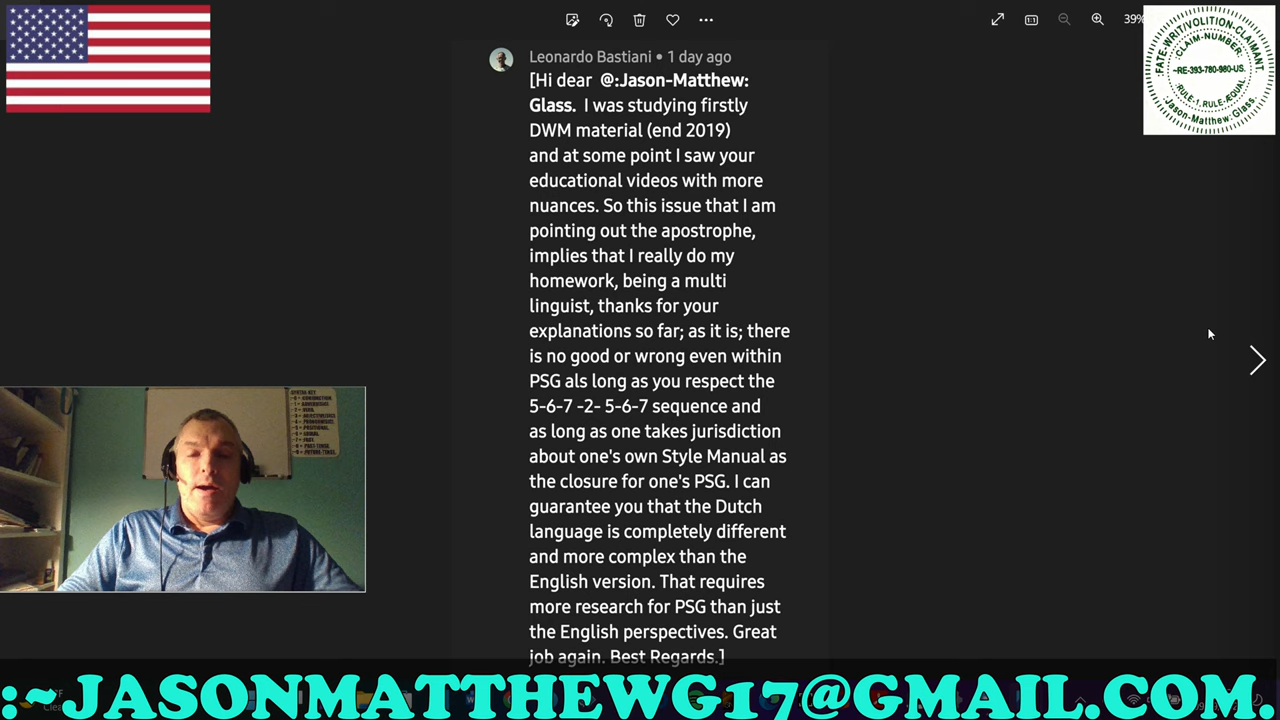 39%
Leonardo Bastiani • 1 day ago
[Hi dear @:Jason-Matthew:
Glass. I was studying firstly
DWM material (end 2019)
and at some point I saw your
educational videos with more
nuances. So this issue that I am
pointing out the apostrophe,
implies that I really do my
homework, being a multi
linguist, thanks for your
explanations so far; as it is; there
is no good or wrong even within
PSG als long as you respect the
5-6-7 -2- 5-6-7 sequence and
as long as one takes jurisdiction
about one's own Style Manual as
the closure for one's PSG. I can
guarantee you that the Dutch
language is completely different
and more complex than the
English version. That requires
more research for PSG than just
the English perspectives. Great
job again. Best Regards.]
FATE-WRIT/VOLITION-CLAIMANT
CLAIM-NUMBER:
~RE-393-780-980-US.
RULE-1, RULE: ÆQUAL.
:Jason-Matthew: Glass.
:~ JASONMATTHEWG17@GMAIL.COM.